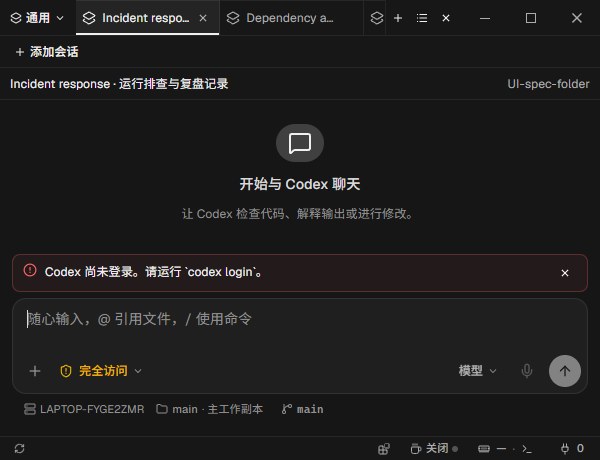 通用
Incident respo...
Dependency a...
添加会话
Incident response · 运行排查与复盘记录
UI-spec-folder
开始与 Codex 聊天
让 Codex 检查代码、解释输出或进行修改。
Codex 尚未登录。请运行 `codex login`。
随心输入，@ 引用文件，/ 使用命令
完全访问
模型
LAPTOP-FYGE2ZMR
main · 主工作副本
main
关闭
0